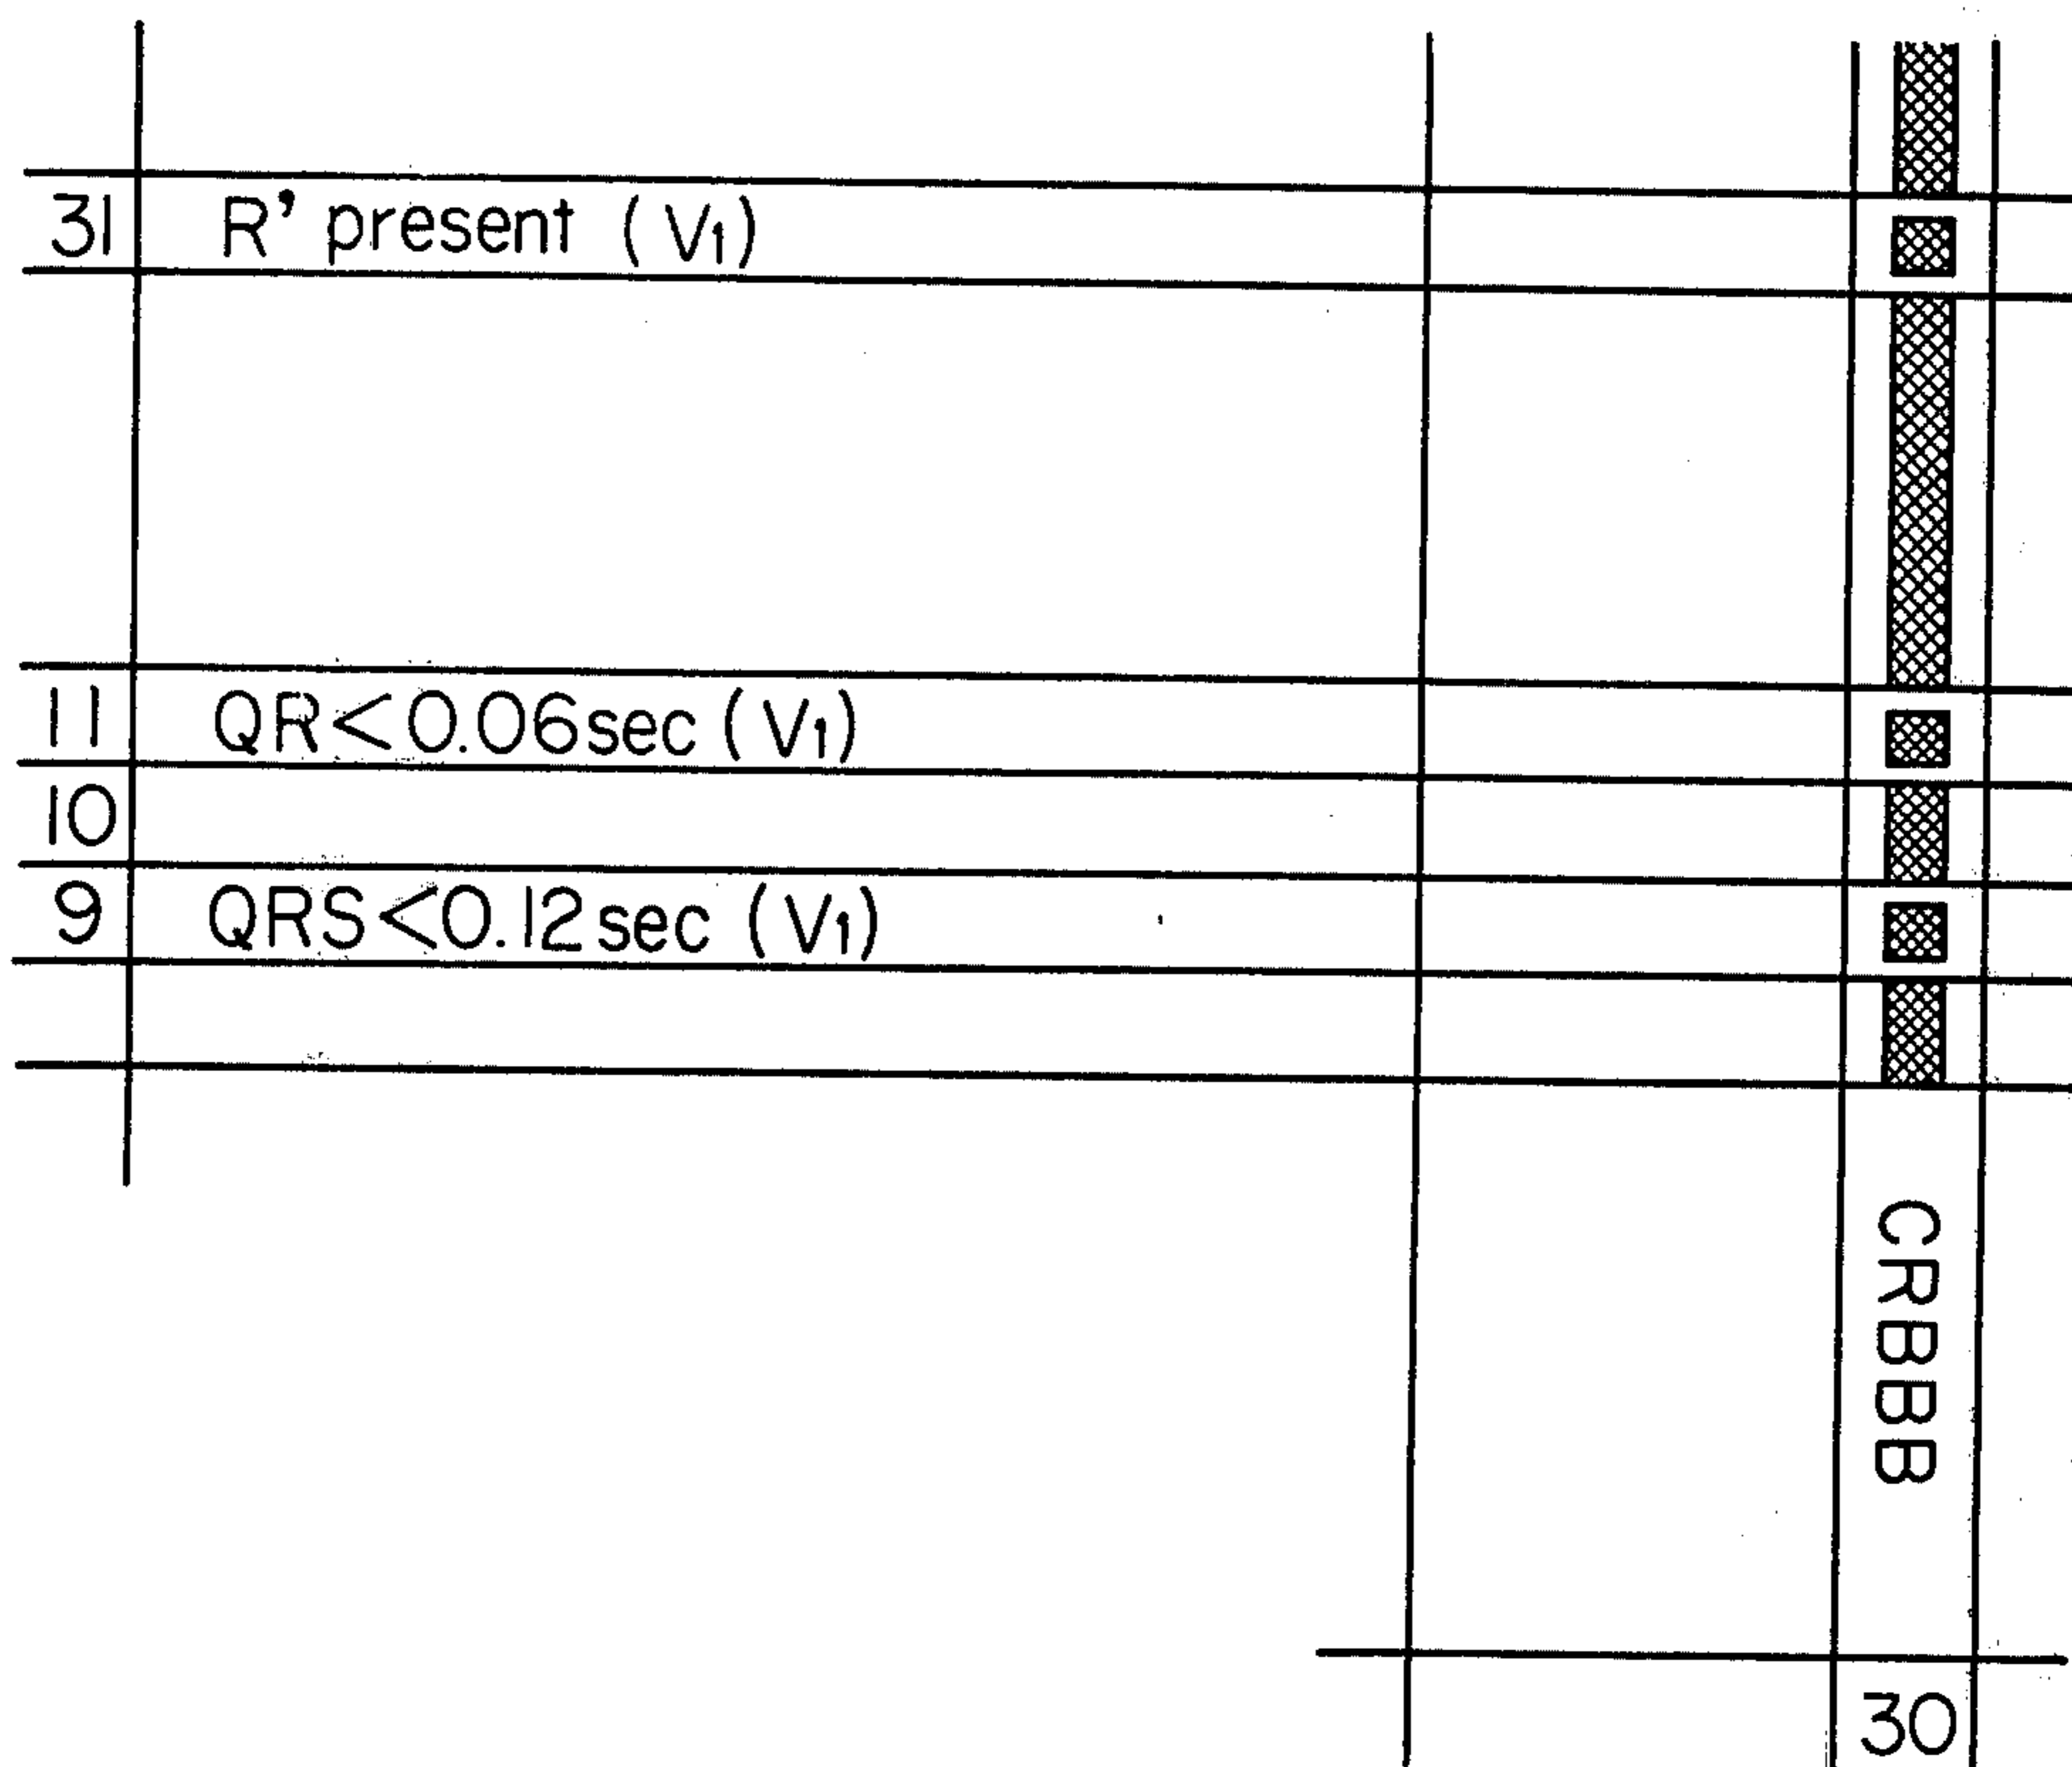 31 R' present (V1)
11 QR<0.06sec (V1)
10
9 QRS<0.12sec (V1)
CRBBB
30